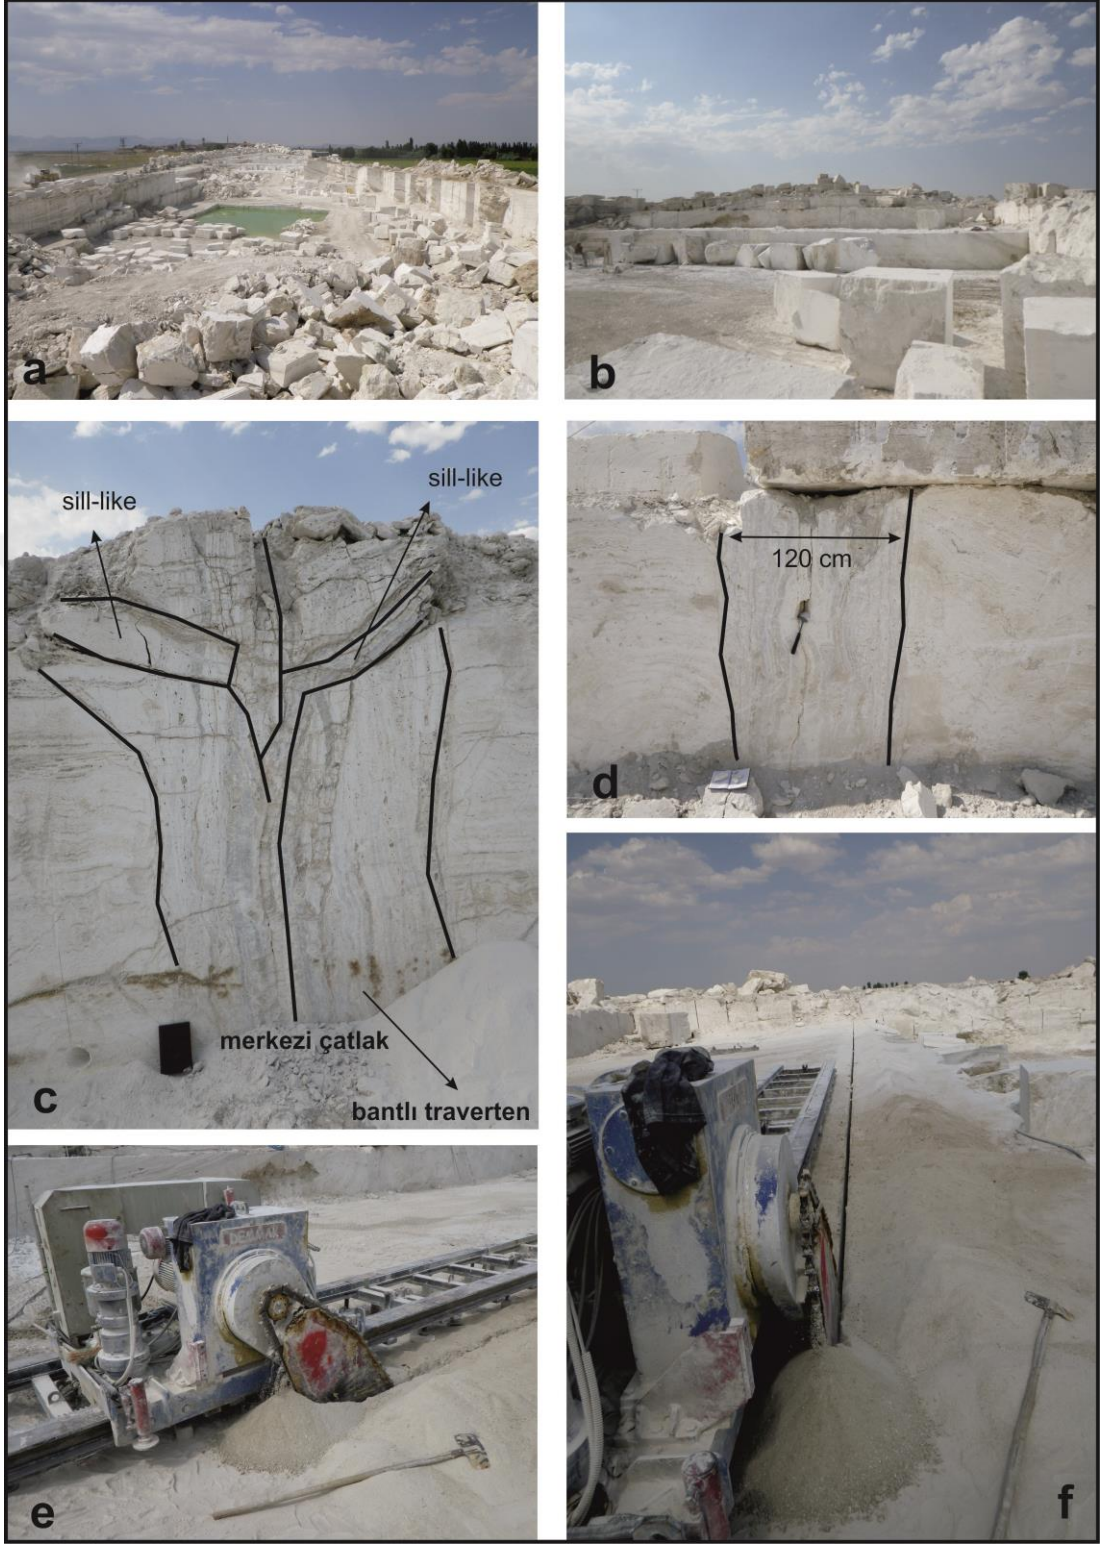 a
b
sill-like
sill-like
merkezi çatlak
bantlı traverten
c
120 cm
d
e
f